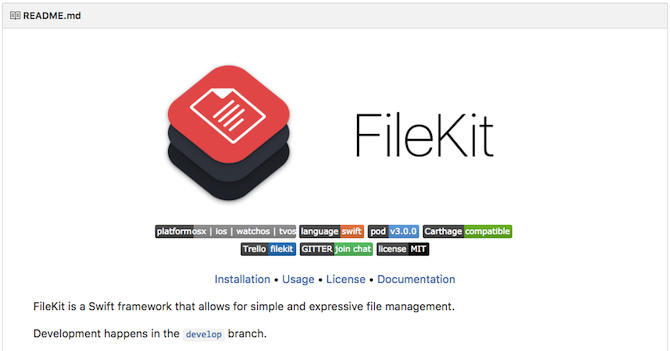 README.md
FileKit
platform osx | ios | watchos | tvos language swift pod v3.0.0 Carthage compatible
Trello filekit GITTER join chat license MIT
Installation • Usage • License • Documentation
FileKit is a Swift framework that allows for simple and expressive file management.
Development happens in the develop branch.